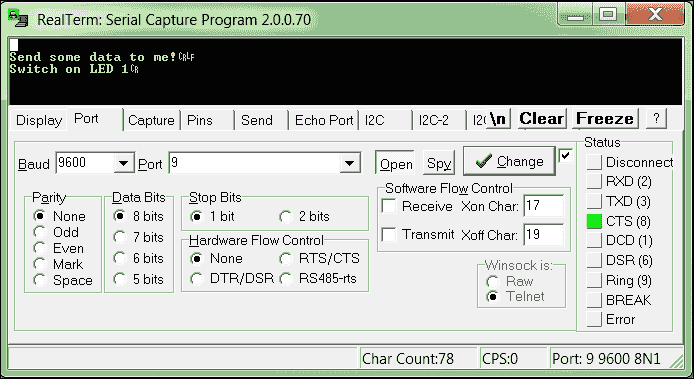 RealTerm: Serial Capture Program 2.0.0.70
Send some data to me!CRLF
Switch on LED 1CR
Display Port Capture Pins Send Echo Port I2C I2C-2 I2C \n Clear Freeze ?
Status
Baud 9600 Port 9 Open Spy Change
Disconnect
RXD (2)
TXD (3)
CTS (8)
DCD (1)
DSR (6)
Ring (9)
BREAK
Error
Parity
None
Odd
Even
Mark
Space
Data Bits
8 bits
7 bits
6 bits
5 bits
Stop Bits
1 bit 2 bits
Hardware Flow Control
None RTS/CTS
DTR/DSR RS485-rts
Software Flow Control
Receive Xon Char: 17
Transmit Xoff Char: 19
Winsock is:
Raw
Telnet
Char Count:78 CPS:0 Port: 9 9600 8N1